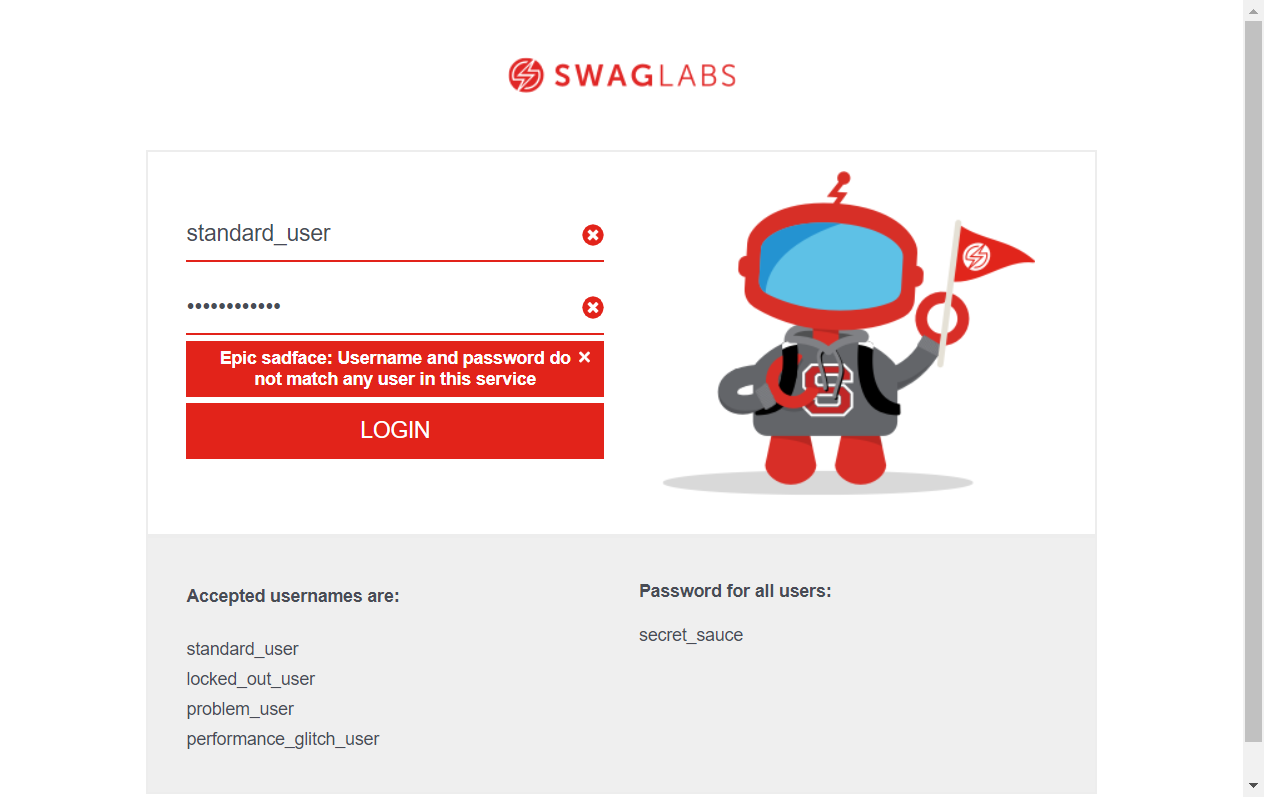 SWAGLABS
standard_user
••••••••••••
Epic sadface: Username and password do
not match any user in this service
LOGIN
S
Accepted usernames are:
standard_user
locked_out_user
problem_user
performance_glitch_user
Password for all users:
secret_sauce